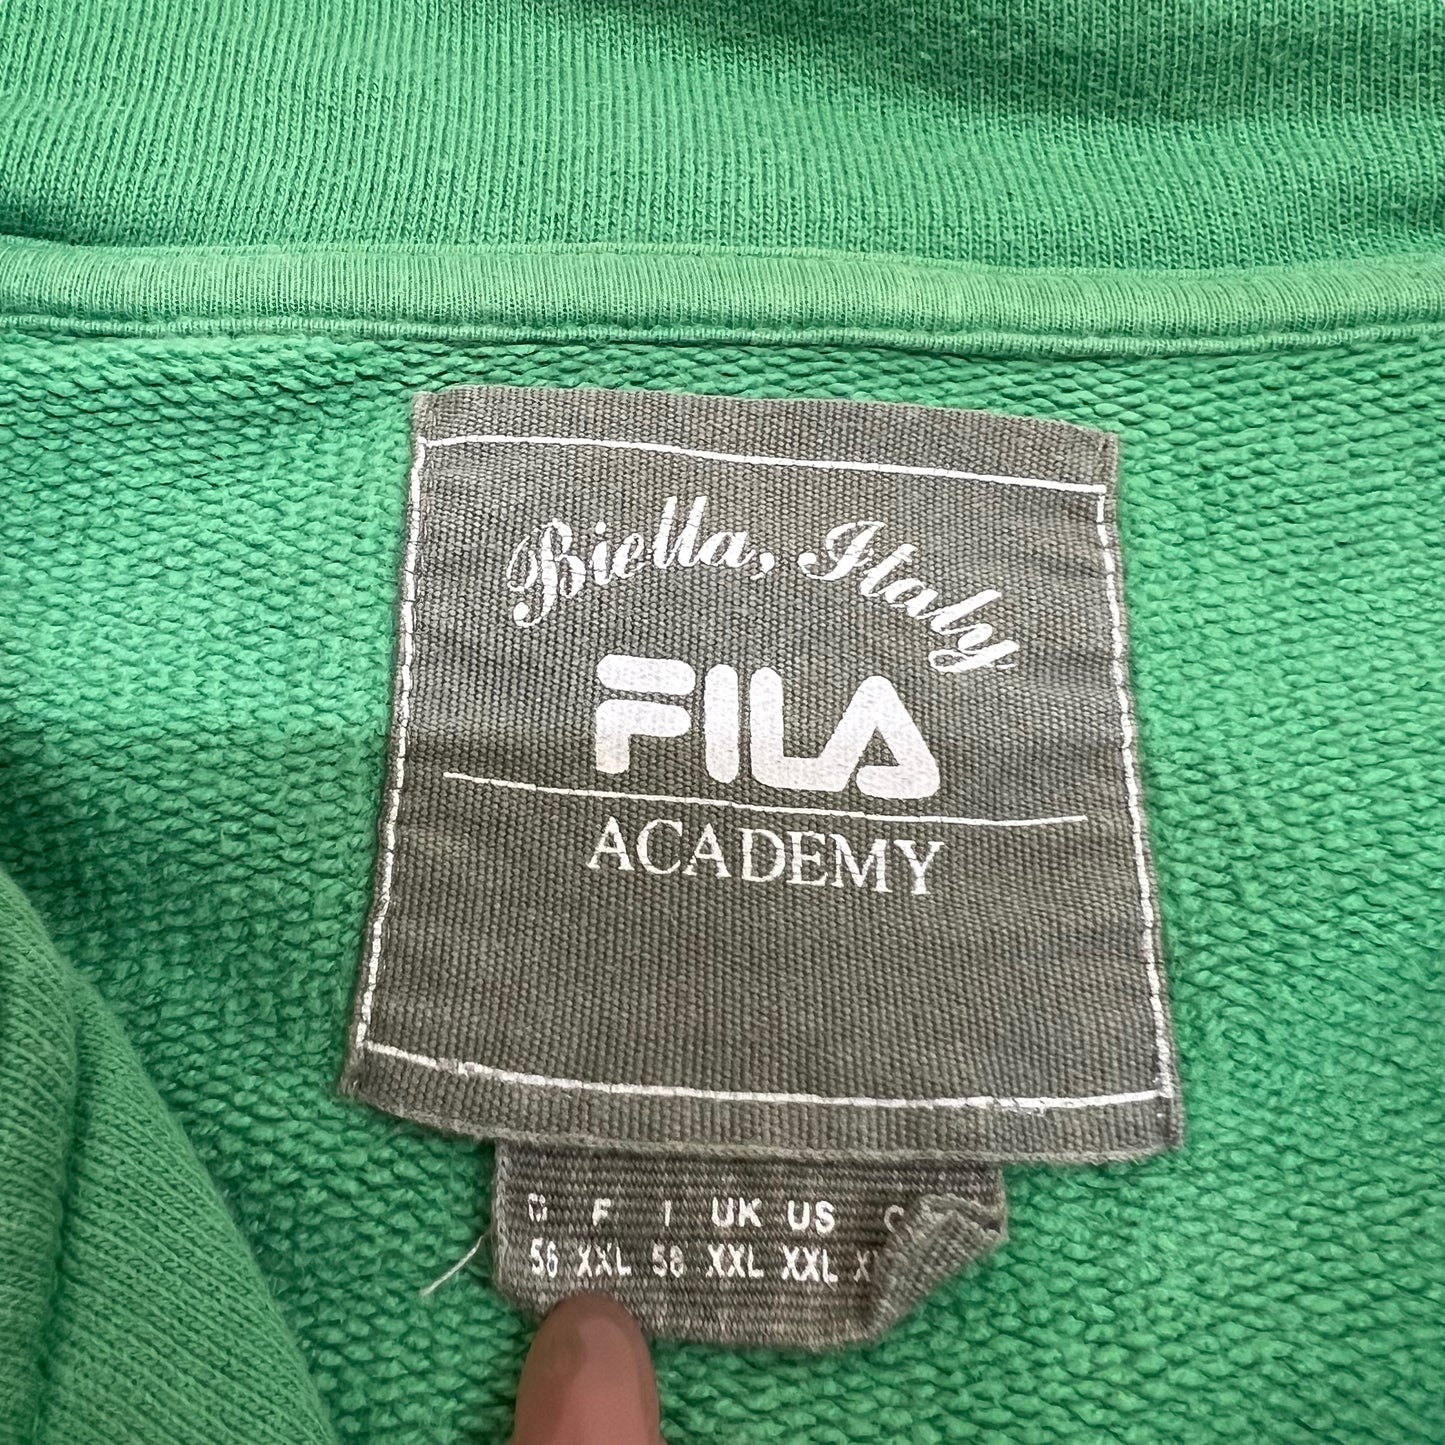 Biella, Italy
FILA
ACADEMY
F I UK US
56 XXL 58 XXL XXL